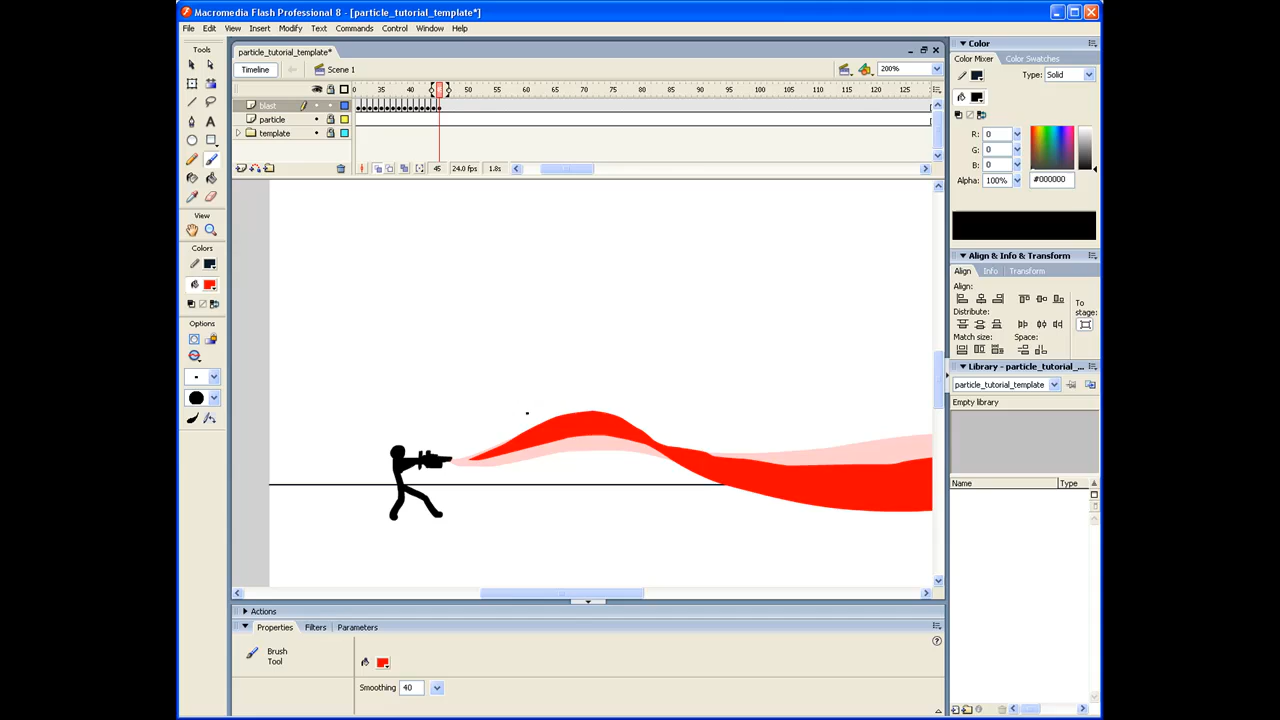 Macromedia Flash Professional 8 - [particle_tutorial_template*]
File Edit View Insert Modify Text Commands Control Window Help
Tools
View
Colors
Options
particle_tutorial_template*
Timeline
Scene 1
200%
35 40 50 55 60 65 70 75 80 85 90 95 100 105 110 115 120 125
blast
particle
template
45 24.0 fps 1.8s
Actions
Properties Filters Parameters
Brush
Tool
Smoothing 40
Color
Color Mixer Color Swatches
Type: Solid
R: 0
G: 0
B: 0
Alpha: 100% #000000
Align & Info & Transform
Align Info Transform
Align:
Distribute:
Match size: Space:
To
stage:
Library - particle_tutorial_...
particle_tutorial_template
Empty library
Name Type